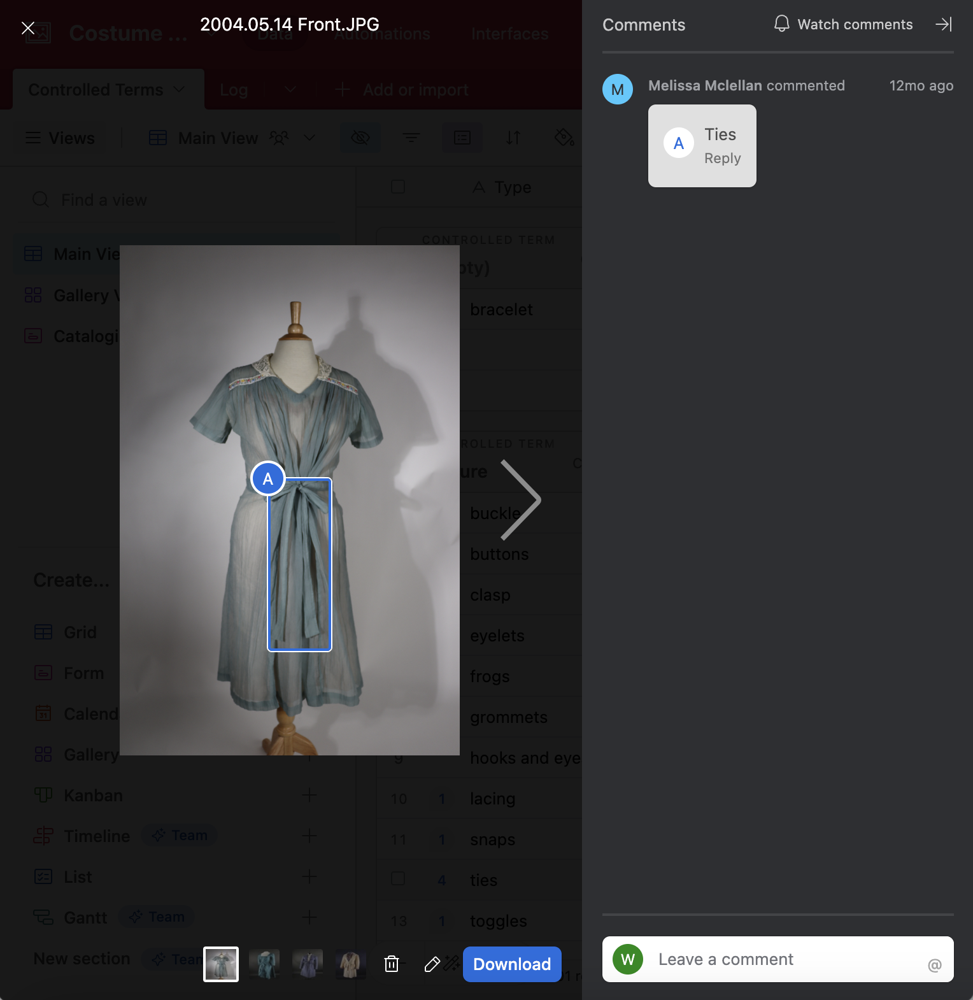 2004.05.14 Front.JPG
Costume ...
Data
Automations
Interfaces
Controlled Terms
Log
Add or import
Views
Main View
Find a view
Type
Main Vie
Gallery V
Catalogi
CONTROLLED TERM
pty)
bracelet
ROLLED TERM
C
ure
buckle
buttons
clasp
eyelets
frogs
grommets
9 hooks and eye
10 1 lacing
11 1 snaps
4 ties
13 1 toggles
Create...
Grid
Form
31 Calend
Gallery
Kanban
Timeline Team
List
Gantt Team
New section Team
A
Download
Comments
Watch comments
M
Melissa Mclellan commented 12mo ago
A
Ties
Reply
W
Leave a comment
@